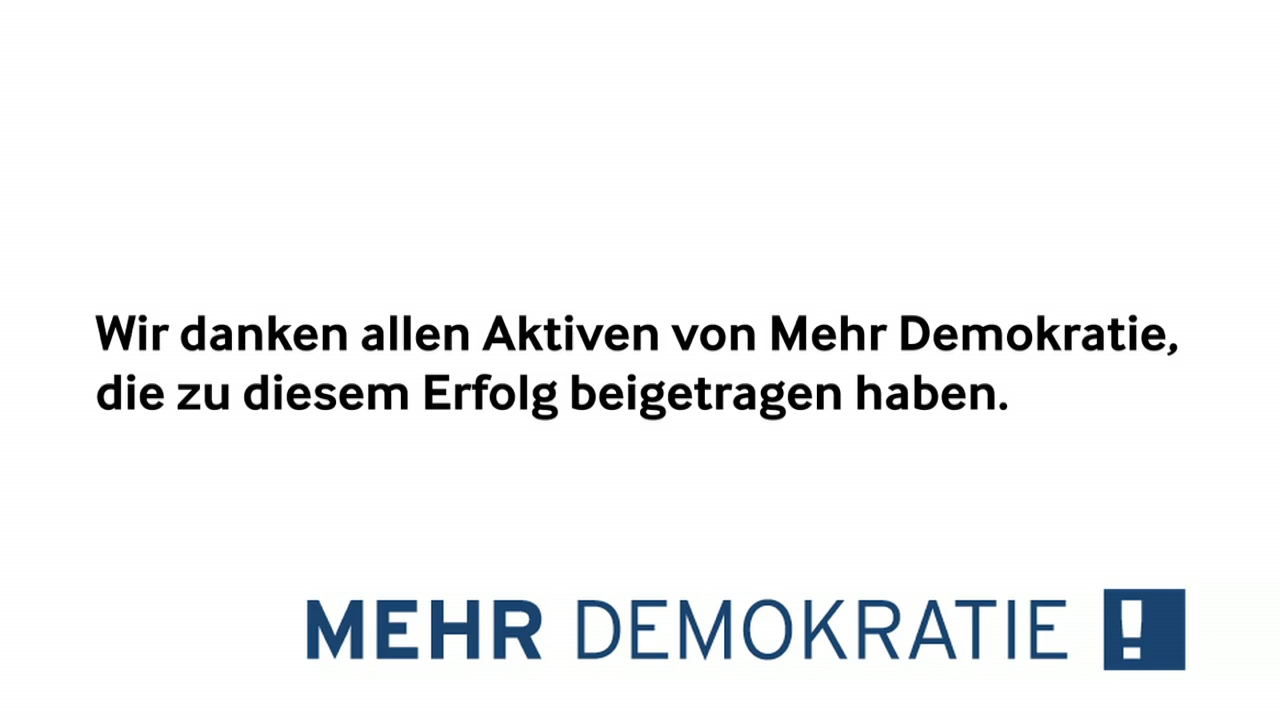 Wir danken allen Aktiven von Mehr Demokratie,
die zu diesem Erfolg beigetragen haben.
MEHR DEMOKRATIE !